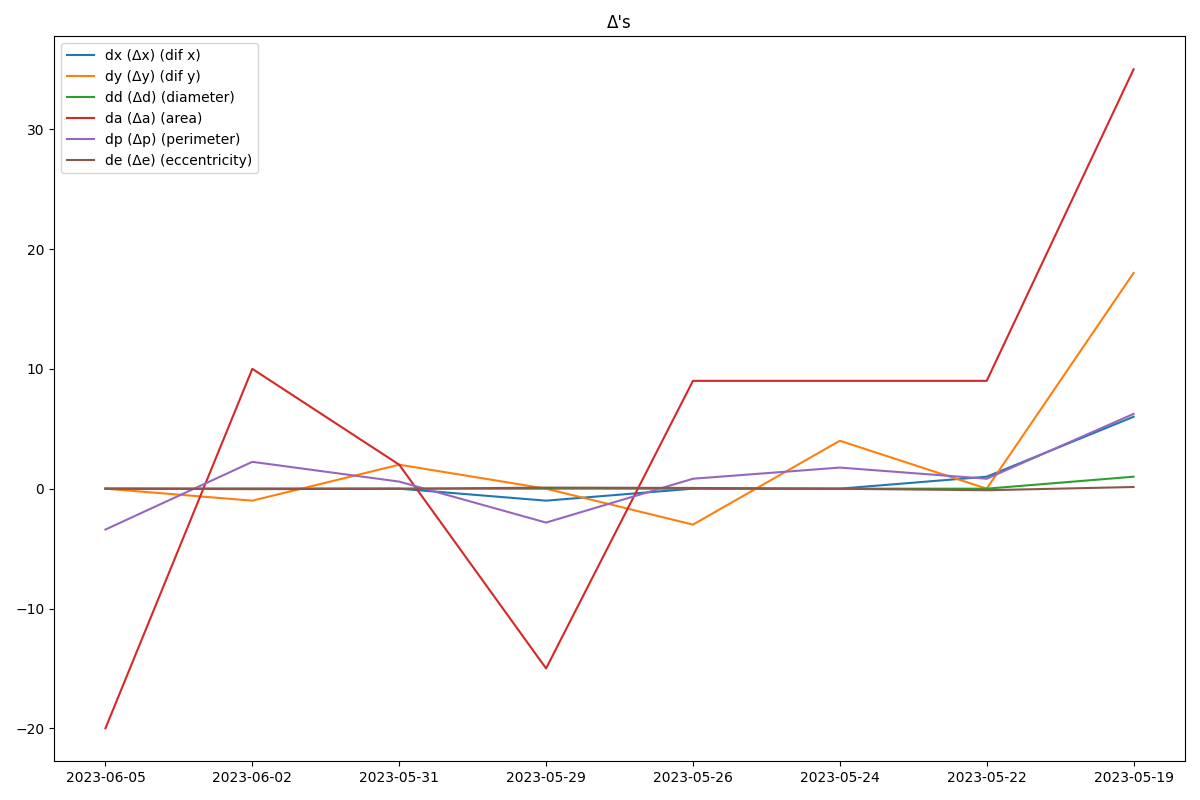 Δ's
dx (Δx) (dif x)
dy (Δy) (dif y)
dd (Δd) (diameter)
da (Δa) (area)
dp (Δp) (perimeter)
de (Δe) (eccentricity)
30
20
10
0
−10
−20
2023-06-05 2023-06-02 2023-05-31 2023-05-29 2023-05-26 2023-05-24 2023-05-22 2023-05-19